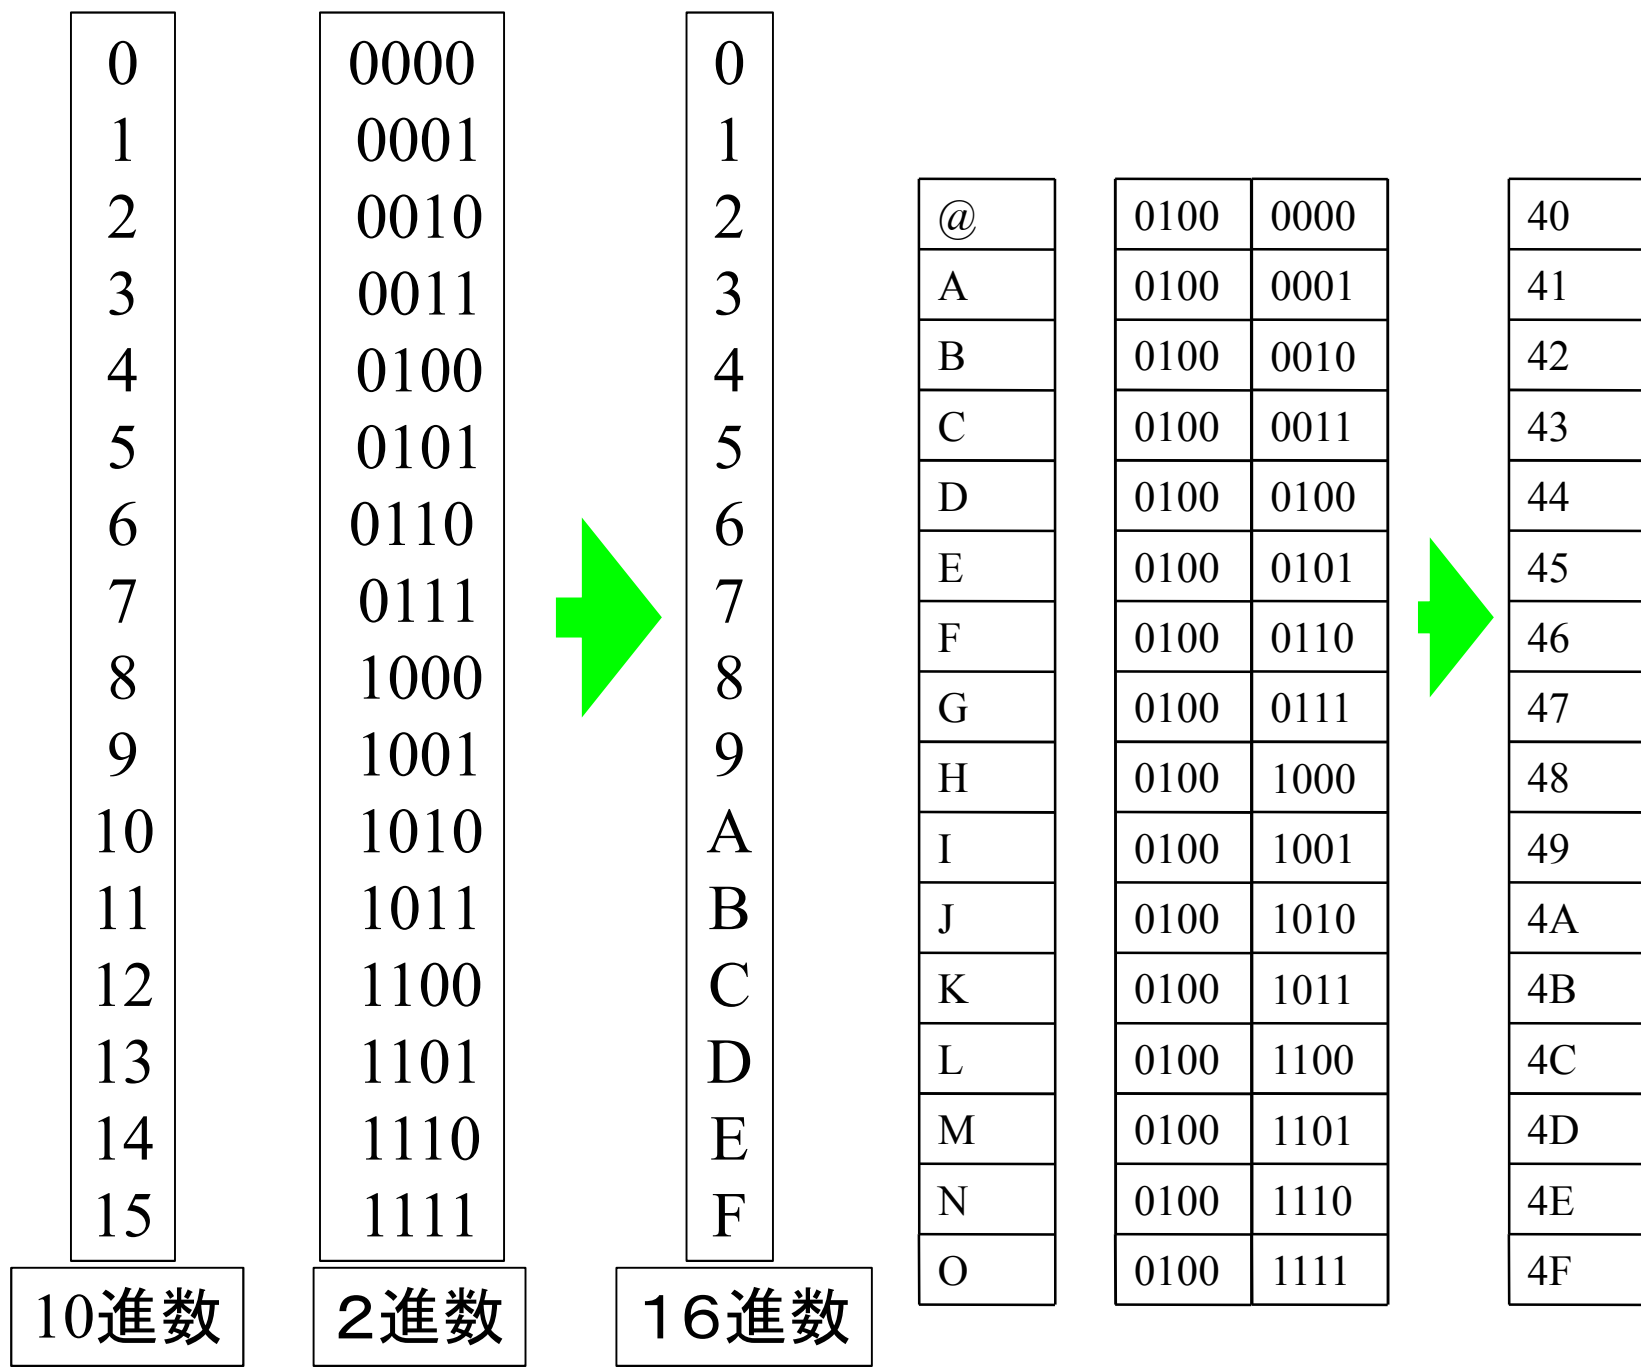 0 0000 0
1 0001 1
2 0010 2
3 0011 3
4 0100 4
5 0101 5
6 0110 6
7 0111 7
8 1000 8
9 1001 9
10 1010 A
11 1011 B
12 1100 C
13 1101 D
14 1110 E
15 1111 F
10進数 2進数 16進数
@ 0100 0000 40
A 0100 0001 41
B 0100 0010 42
C 0100 0011 43
D 0100 0100 44
E 0100 0101 45
F 0100 0110 46
G 0100 0111 47
H 0100 1000 48
I 0100 1001 49
J 0100 1010 4A
K 0100 1011 4B
L 0100 1100 4C
M 0100 1101 4D
N 0100 1110 4E
O 0100 1111 4F